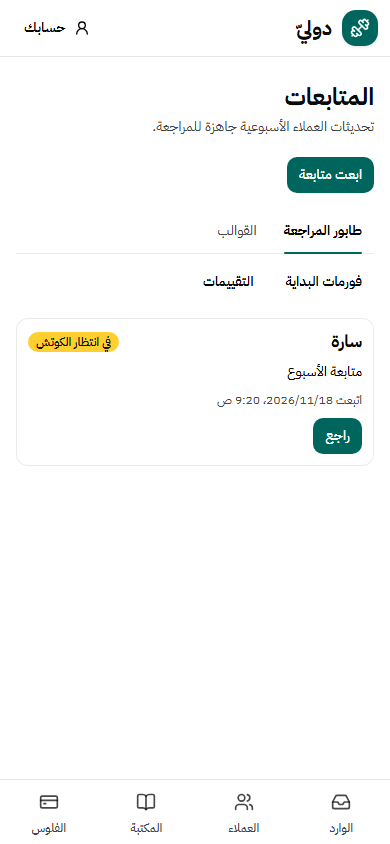 دوليّ
حسابك
المتابعات
تحديثات العملاء الأسبوعية جاهزة للمراجعة.
ابعت متابعة
طابور المراجعة
القوالب
فورمات البداية
التقييمات
سارة
في انتظار الكوتش
متابعة الأسبوع
اتبعت 2026/11/18، 9:20 ص
راجع
الوارد
العملاء
المكتبة
الفلوس